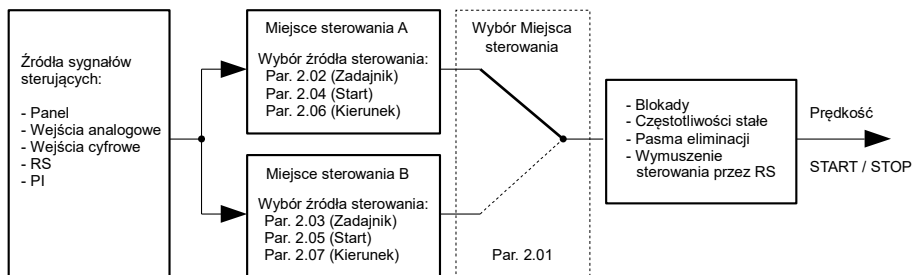 Źródła sygnałów
sterujących:
- Panel
- Wejścia analogowe
- Wejścia cyfrowe
- RS
- PI
Miejsce sterowania A
Wybór źródła sterowania:
Par. 2.02 (Zadajnik)
Par. 2.04 (Start)
Par. 2.06 (Kierunek)
Miejsce sterowania B
Wybór źródła sterowania:
Par. 2.03 (Zadajnik)
Par. 2.05 (Start)
Par. 2.07 (Kierunek)
Wybór Miejsca
sterowania
Par. 2.01
- Blokady
- Częstotliwości stałe
- Pasma eliminacji
- Wymuszenie
sterowania przez RS
Prędkość
START / STOP